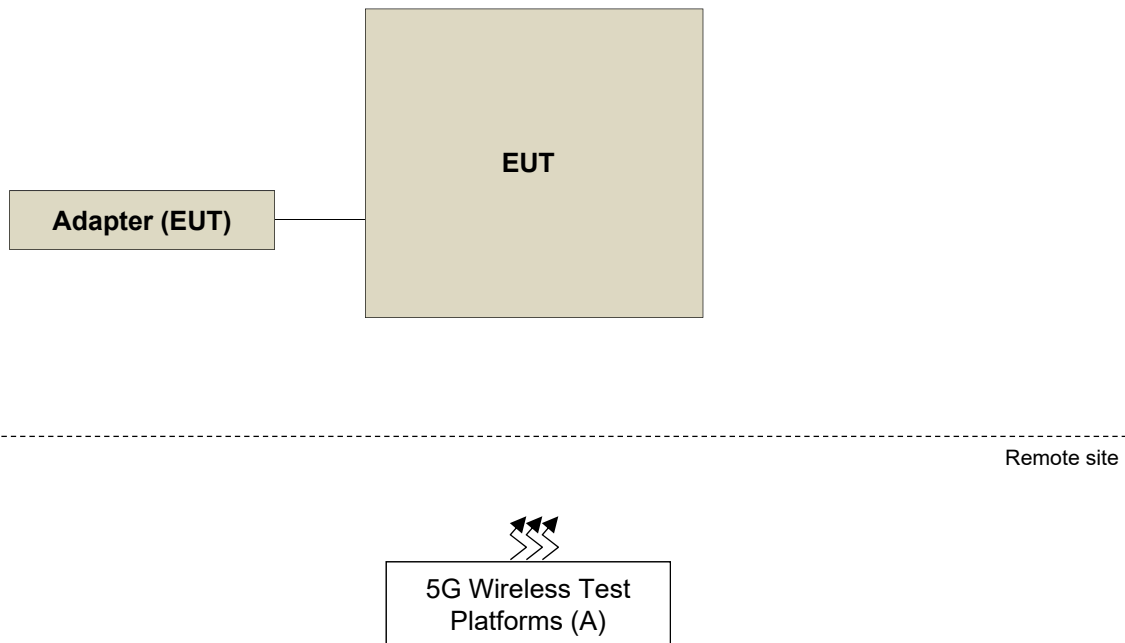 EUT
Adapter (EUT)
Remote site
5G Wireless Test
Platforms (A)